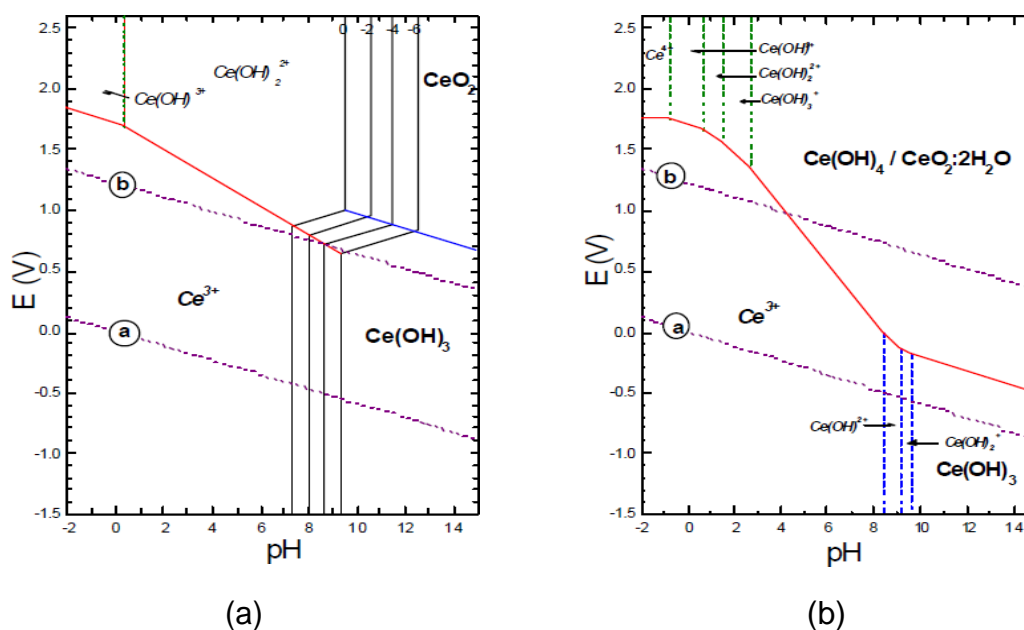 2.5
2.0
1.5
1.0
0.5
0.0
-0.5
-1.0
-1.5
E (V)
0 -2 -4 -6
Ce(OH)₂²⁺
CeO₂
Ce(OH)³⁺
b
Ce³⁺
a
Ce(OH)₃
-2 0 2 4 6 8 10 12 14
pH
(a)
2.5
2.0
1.5
1.0
0.5
0.0
-0.5
-1.0
-1.5
E (V)
Ce⁴⁺
Ce(OH)₂²⁺
Ce(OH)₃⁺
Ce(OH)₄ / CeO₂:2H₂O
b
Ce³⁺
a
Ce(OH)²⁺
Ce(OH)₂⁺
Ce(OH)₃
-2 0 2 4 6 8 10 12 14
pH
(b)